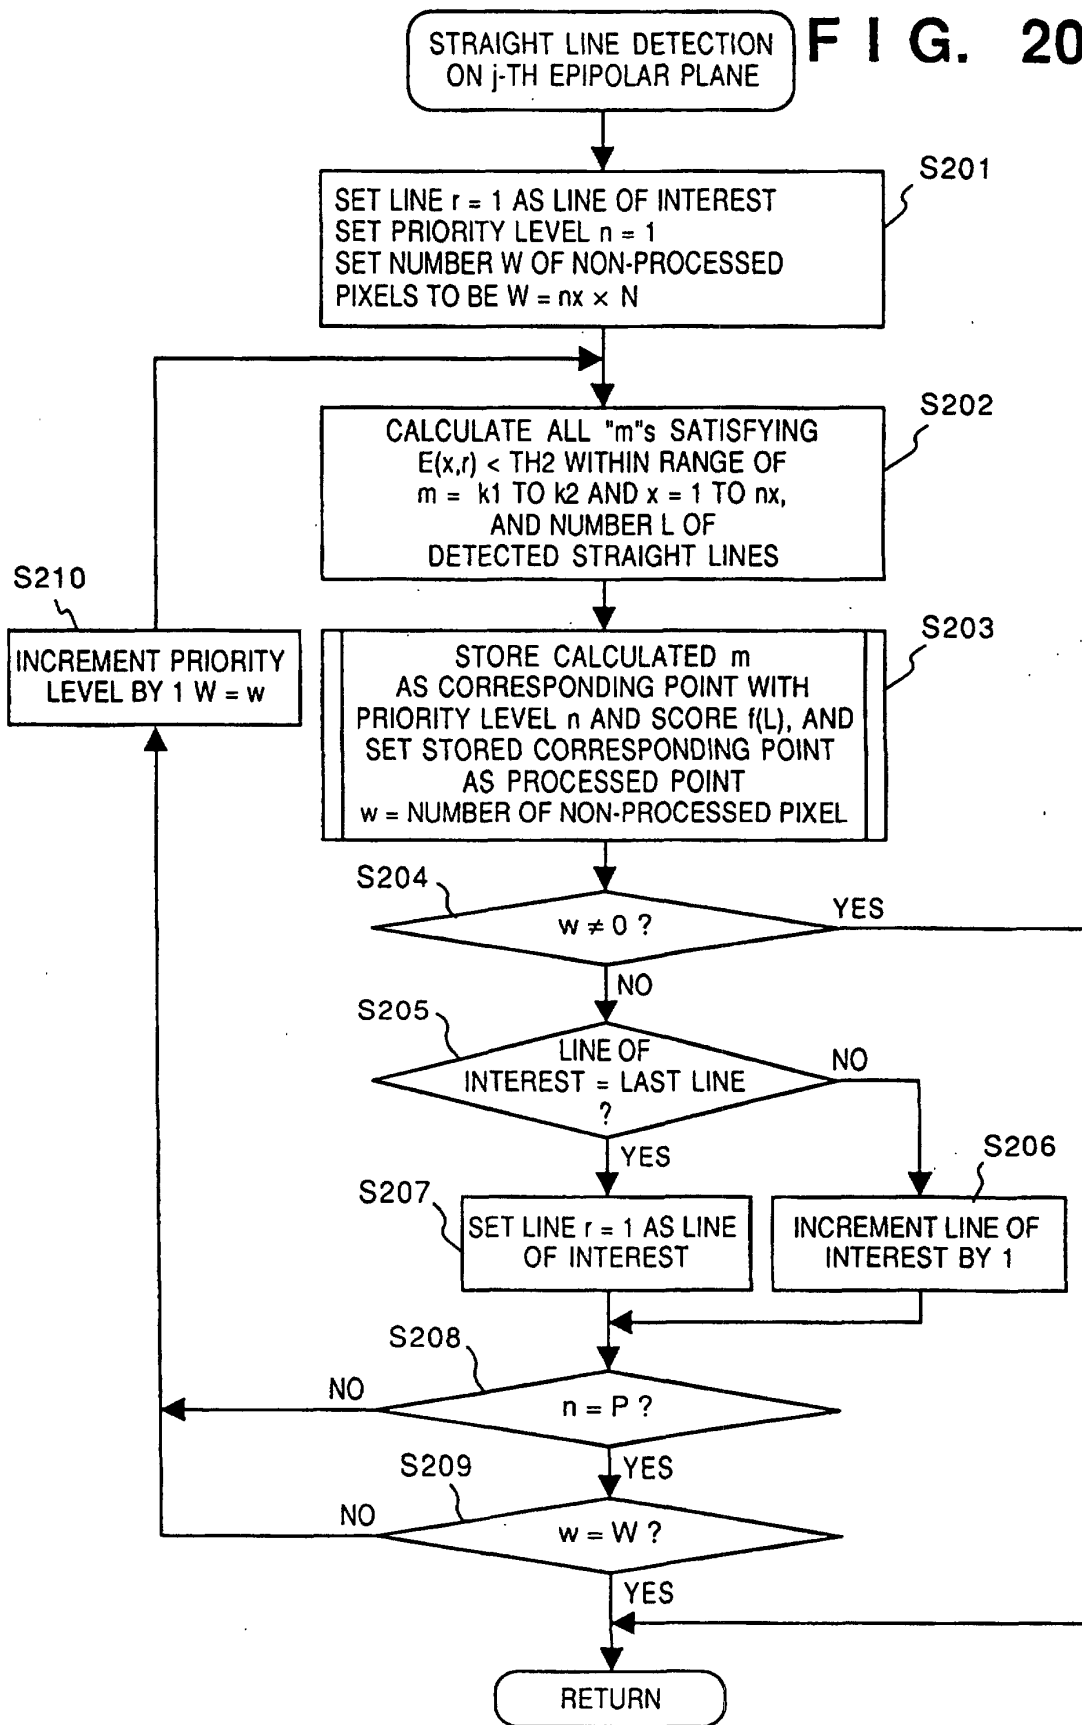 FIG. 20
STRAIGHT LINE DETECTION
ON j-TH EPIPOLAR PLANE
S201
SET LINE r = 1 AS LINE OF INTEREST
SET PRIORITY LEVEL n = 1
SET NUMBER W OF NON-PROCESSED
PIXELS TO BE W = nx × N
S202
CALCULATE ALL "m"s SATISFYING
E(x,r) < TH2 WITHIN RANGE OF
m = k1 TO k2 AND x = 1 TO nx,
AND NUMBER L OF
DETECTED STRAIGHT LINES
S210
INCREMENT PRIORITY
LEVEL BY 1 W = w
S203
STORE CALCULATED m
AS CORRESPONDING POINT WITH
PRIORITY LEVEL n AND SCORE f(L), AND
SET STORED CORRESPONDING POINT
AS PROCESSED POINT
w = NUMBER OF NON-PROCESSED PIXEL
S204
w ≠ 0 ?
YES
NO
S205
LINE OF
INTEREST = LAST LINE
?
NO
YES
S206
INCREMENT LINE OF
INTEREST BY 1
S207
SET LINE r = 1 AS LINE
OF INTEREST
S208
n = P ?
NO
YES
S209
w = W ?
NO
YES
RETURN